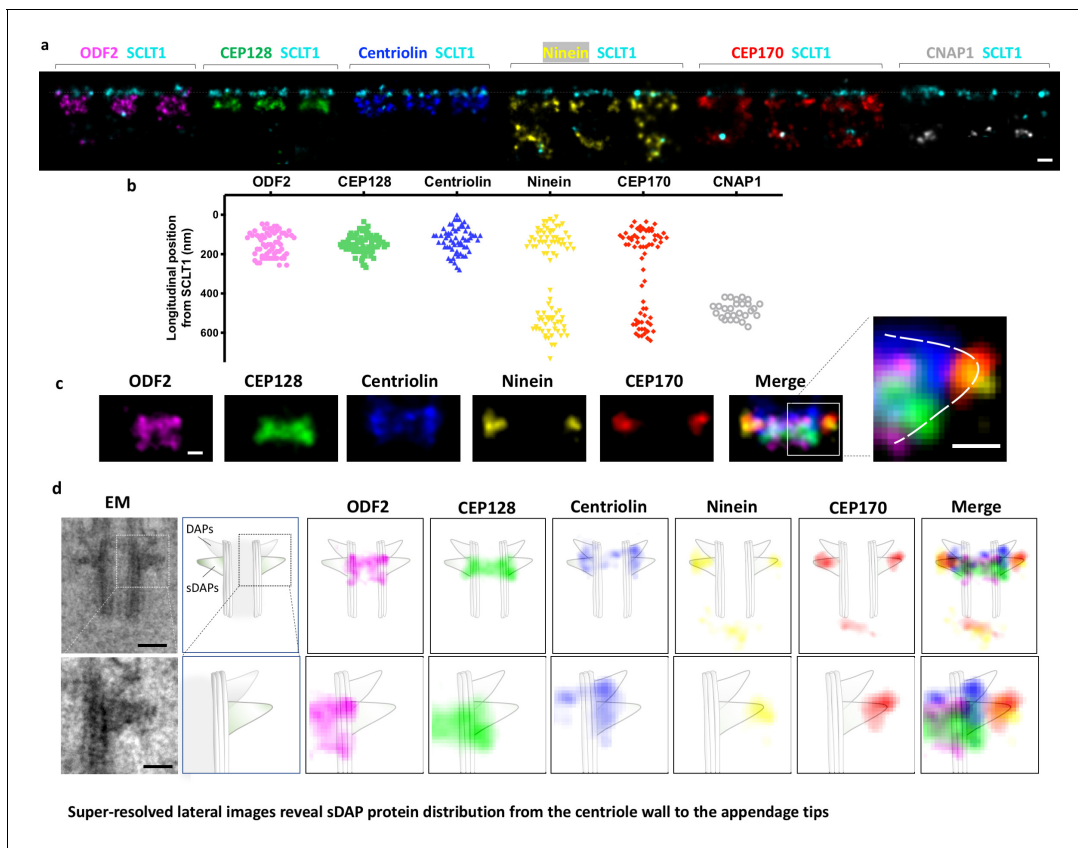 a
ODF2 SCLT1 CEP128 SCLT1 Centriolin SCLT1 Ninein SCLT1 CEP170 SCLT1 CNAP1 SCLT1
b
ODF2 CEP128 Centriolin Ninein CEP170 CNAP1
Longitudinal position
from SCLT1 (nm)
0
200
400
600
c
ODF2 CEP128 Centriolin Ninein CEP170 Merge
d
EM ODF2 CEP128 Centriolin Ninein CEP170 Merge
DAPs
sDAPs
Super-resolved lateral images reveal sDAP protein distribution from the centriole wall to the appendage tips